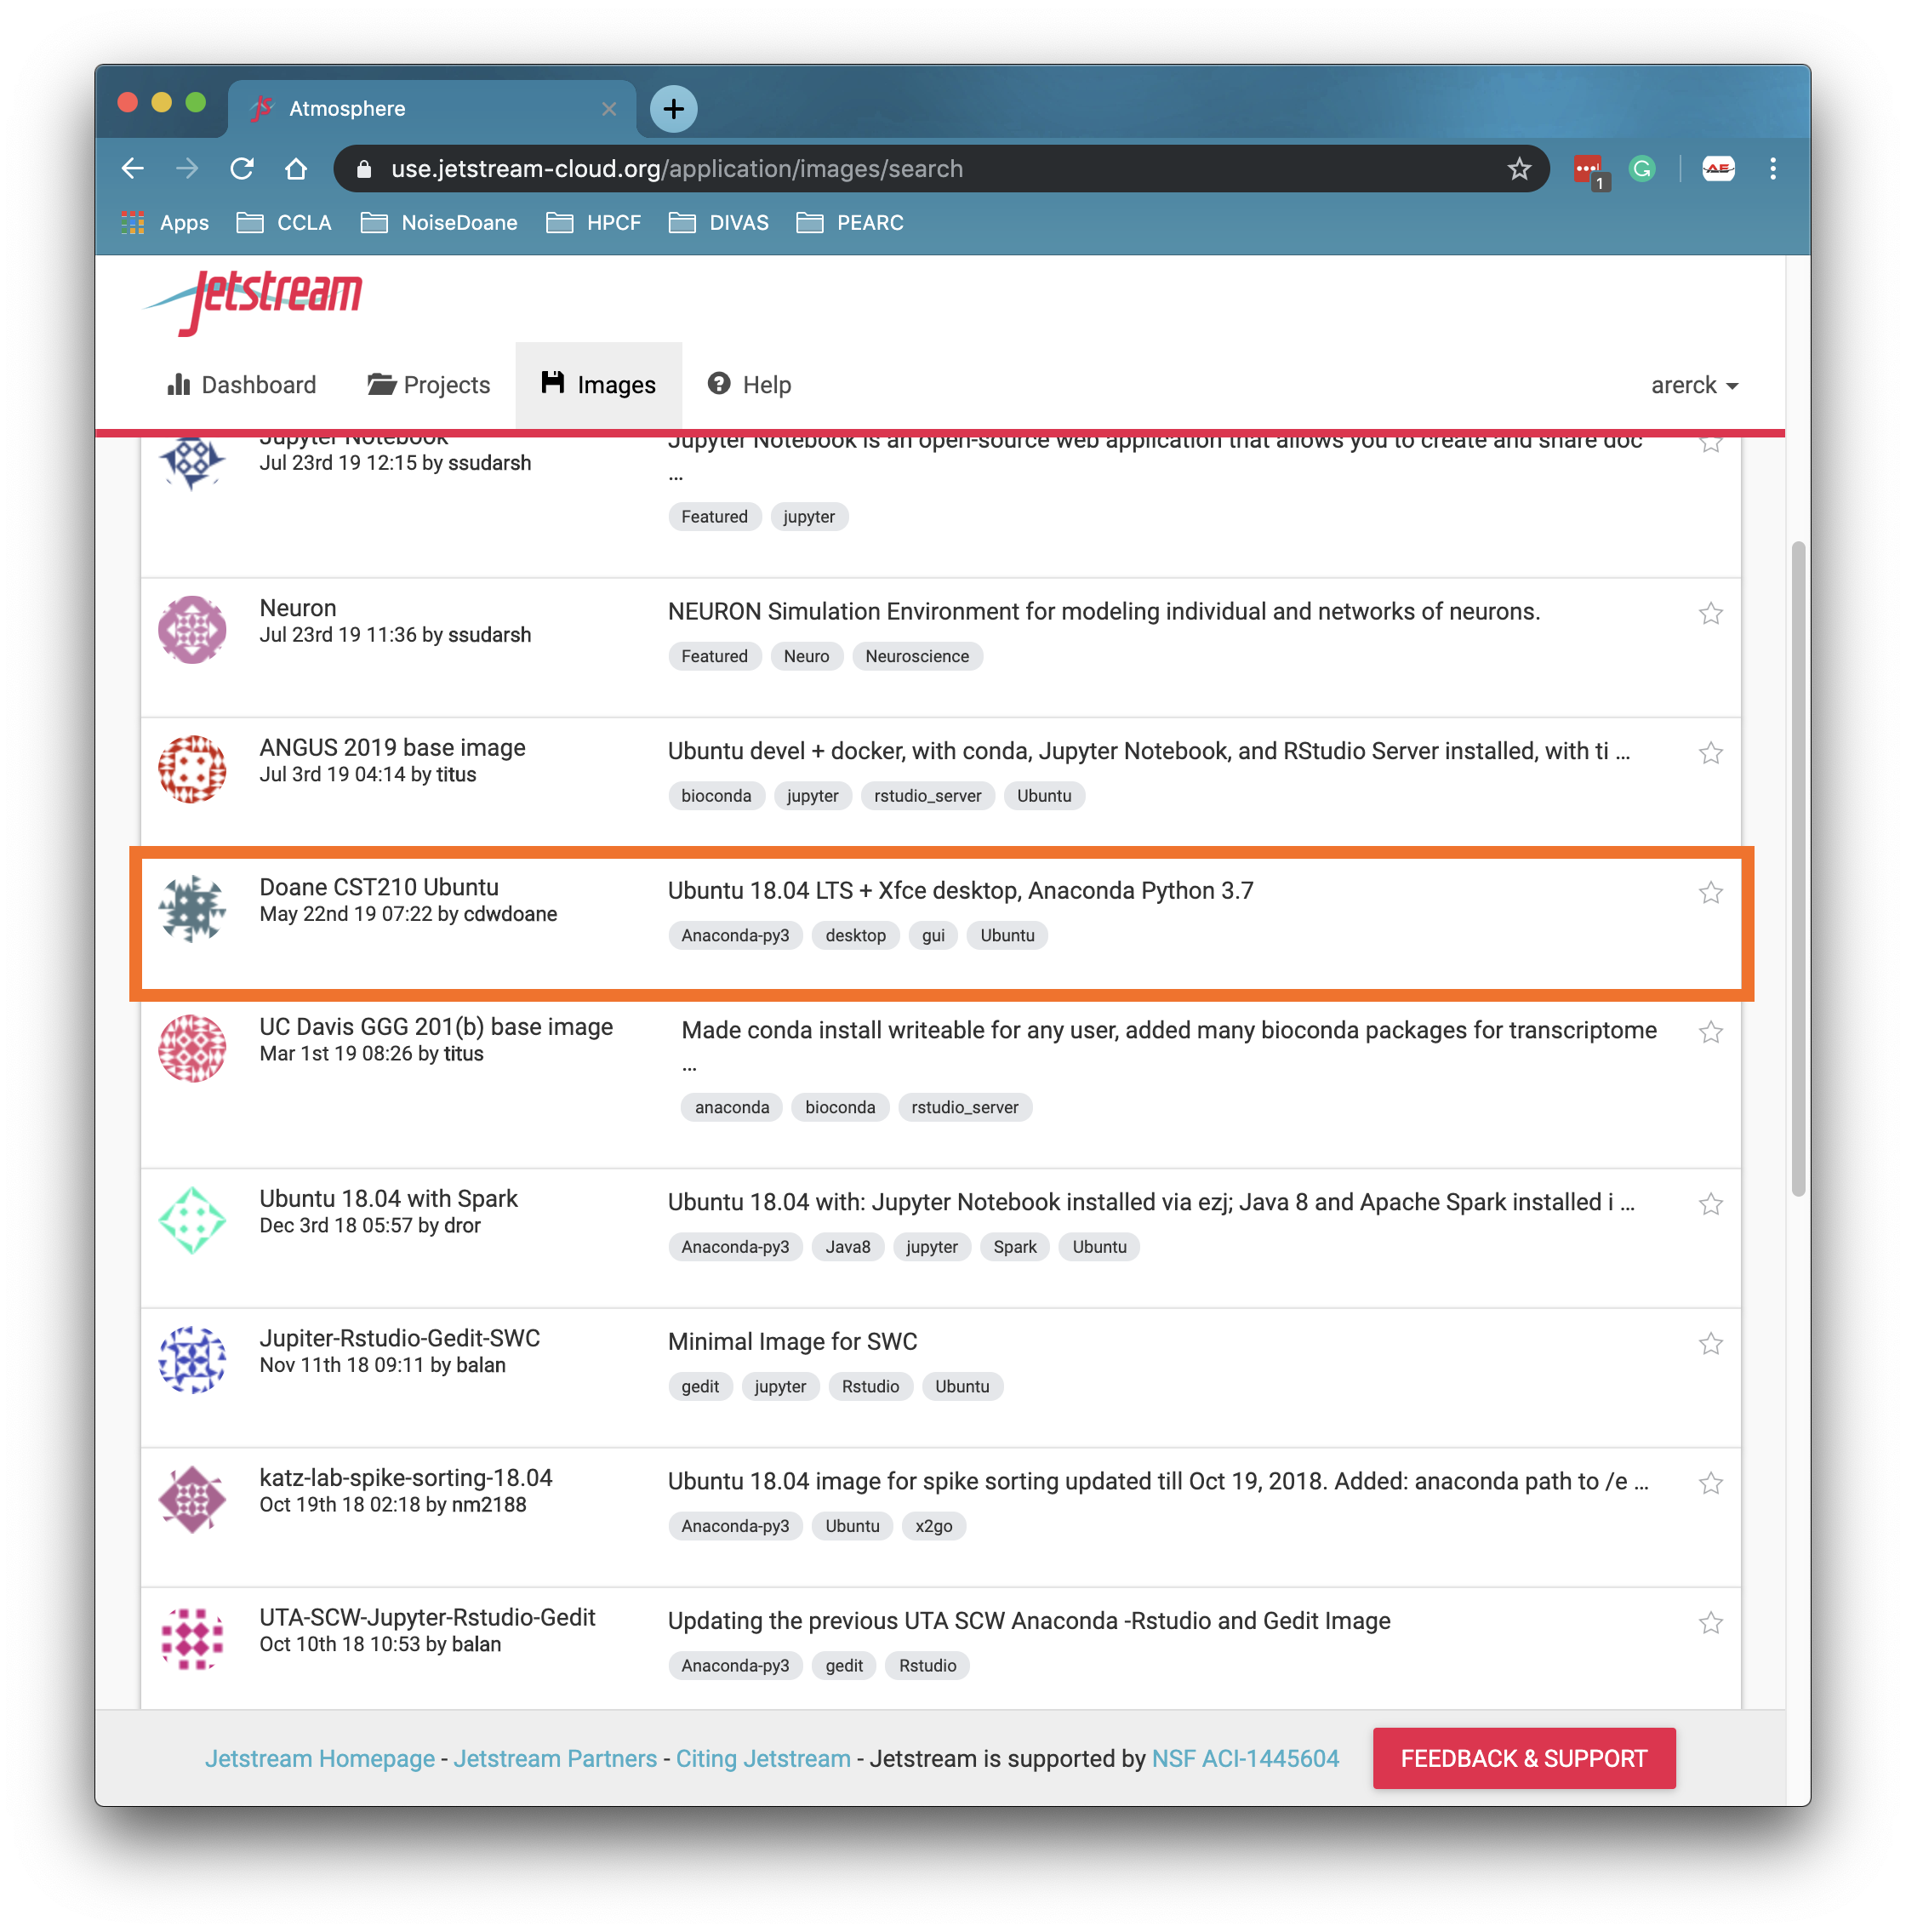 Atmosphere
use.jetstream-cloud.org/application/images/search
1
Apps CCLA NoiseDoane HPCF DIVAS PEARC
Jetstream
Dashboard Projects Images Help arerck
Jupyter Notebook
Jul 23rd 19 12:15 by ssudarsh
Jupyter Notebook is an open-source web application that allows you to create and share doc
...
Featured jupyter
Neuron
Jul 23rd 19 11:36 by ssudarsh
NEURON Simulation Environment for modeling individual and networks of neurons.
Featured Neuro Neuroscience
ANGUS 2019 base image
Jul 3rd 19 04:14 by titus
Ubuntu devel + docker, with conda, Jupyter Notebook, and RStudio Server installed, with ti ...
bioconda jupyter rstudio_server Ubuntu
Doane CST210 Ubuntu
May 22nd 19 07:22 by cdwdoane
Ubuntu 18.04 LTS + Xfce desktop, Anaconda Python 3.7
Anaconda-py3 desktop gui Ubuntu
UC Davis GGG 201(b) base image
Mar 1st 19 08:26 by titus
Made conda install writeable for any user, added many bioconda packages for transcriptome
...
anaconda bioconda rstudio_server
Ubuntu 18.04 with Spark
Dec 3rd 18 05:57 by dror
Ubuntu 18.04 with: Jupyter Notebook installed via ezj; Java 8 and Apache Spark installed i ...
Anaconda-py3 Java8 jupyter Spark Ubuntu
Jupiter-Rstudio-Gedit-SWC
Nov 11th 18 09:11 by balan
Minimal Image for SWC
gedit jupyter Rstudio Ubuntu
katz-lab-spike-sorting-18.04
Oct 19th 18 02:18 by nm2188
Ubuntu 18.04 image for spike sorting updated till Oct 19, 2018. Added: anaconda path to /e ...
Anaconda-py3 Ubuntu x2go
UTA-SCW-Jupyter-Rstudio-Gedit
Oct 10th 18 10:53 by balan
Updating the previous UTA SCW Anaconda -Rstudio and Gedit Image
Anaconda-py3 gedit Rstudio
Jetstream Homepage - Jetstream Partners - Citing Jetstream - Jetstream is supported by NSF ACI-1445604 FEEDBACK & SUPPORT